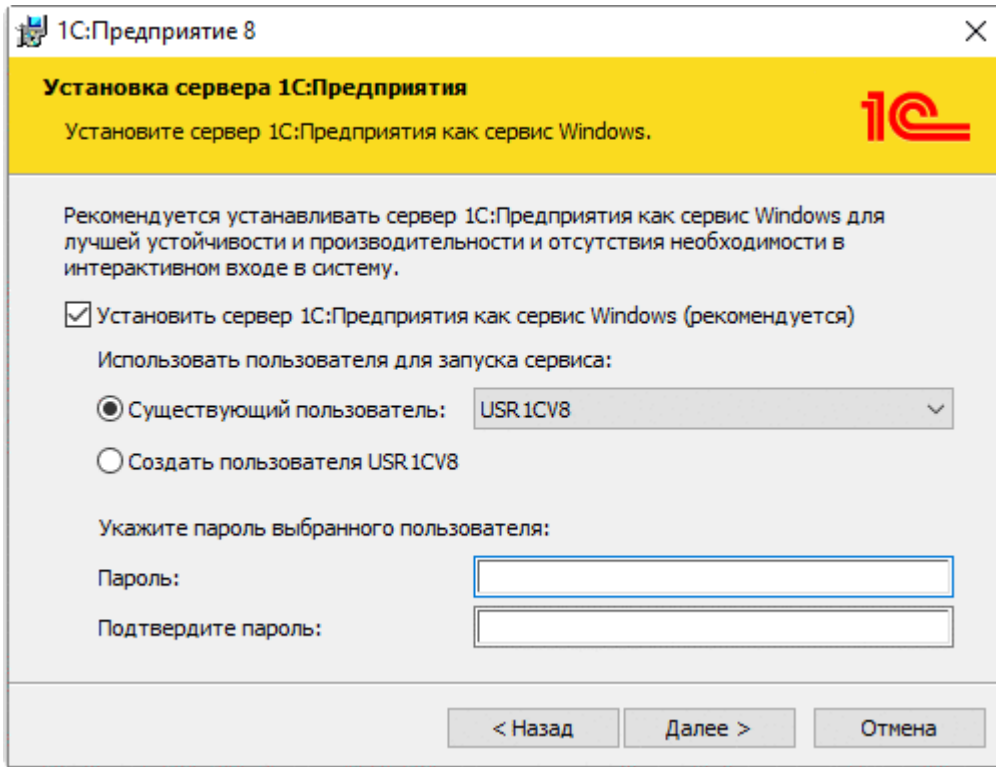 1С:Предприятие 8
Установка сервера 1С:Предприятия
Установите сервер 1С:Предприятия как сервис Windows.
1С
Рекомендуется устанавливать сервер 1С:Предприятия как сервис Windows для
лучшей устойчивости и производительности и отсутствия необходимости в
интерактивном входе в систему.
Установить сервер 1С:Предприятия как сервис Windows (рекомендуется)
Использовать пользователя для запуска сервиса:
Существующий пользователь: USR1CV8
Создать пользователя USR1CV8
Укажите пароль выбранного пользователя:
Пароль:
Подтвердите пароль:
< Назад Далее > Отмена